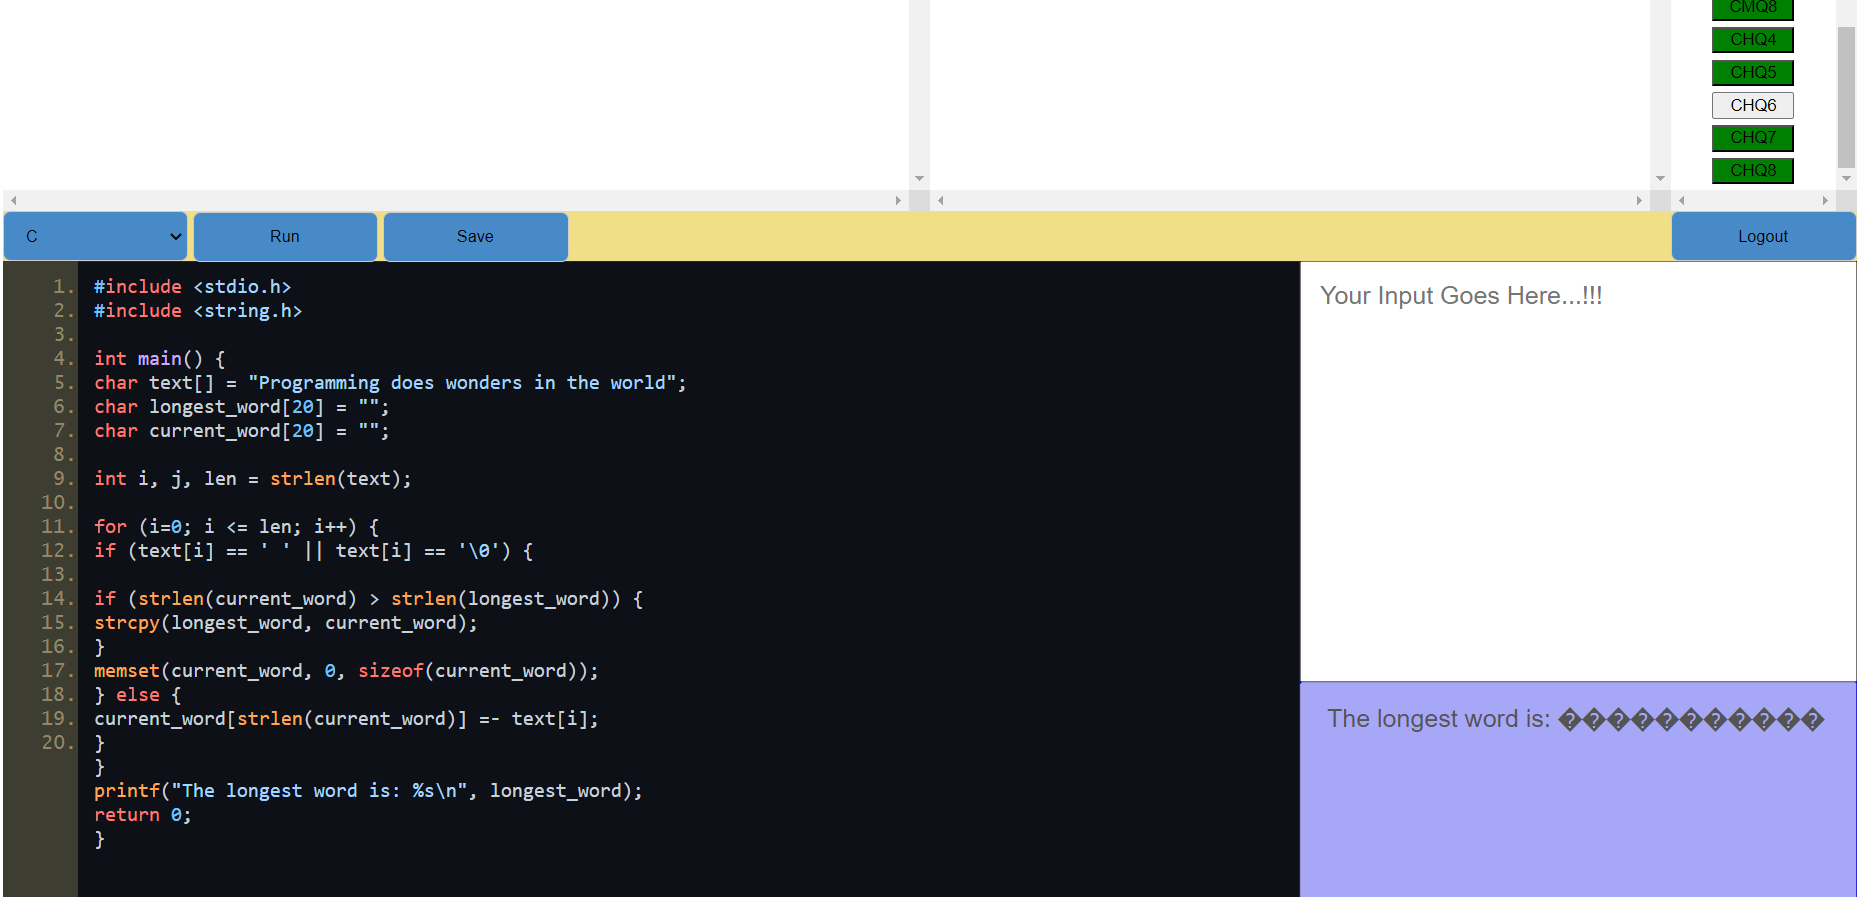 CMQ8
CHQ4
CHQ5
CHQ6
CHQ7
CHQ8
C
Run
Save
Logout
1. #include <stdio.h>
2. #include <string.h>
3.
4. int main() {
5. char text[] = "Programming does wonders in the world";
6. char longest_word[20] = "";
7. char current_word[20] = "";
8.
9. int i, j, len = strlen(text);
10.
11. for (i=0; i <= len; i++) {
12. if (text[i] == ' ' || text[i] == '\0') {
13.
14. if (strlen(current_word) > strlen(longest_word)) {
15. strcpy(longest_word, current_word);
16. }
17. memset(current_word, 0, sizeof(current_word));
18. } else {
19. current_word[strlen(current_word)] =- text[i];
20. }
}
printf("The longest word is: %s\n", longest_word);
return 0;
}
Your Input Goes Here...!!!
The longest word is: �����������